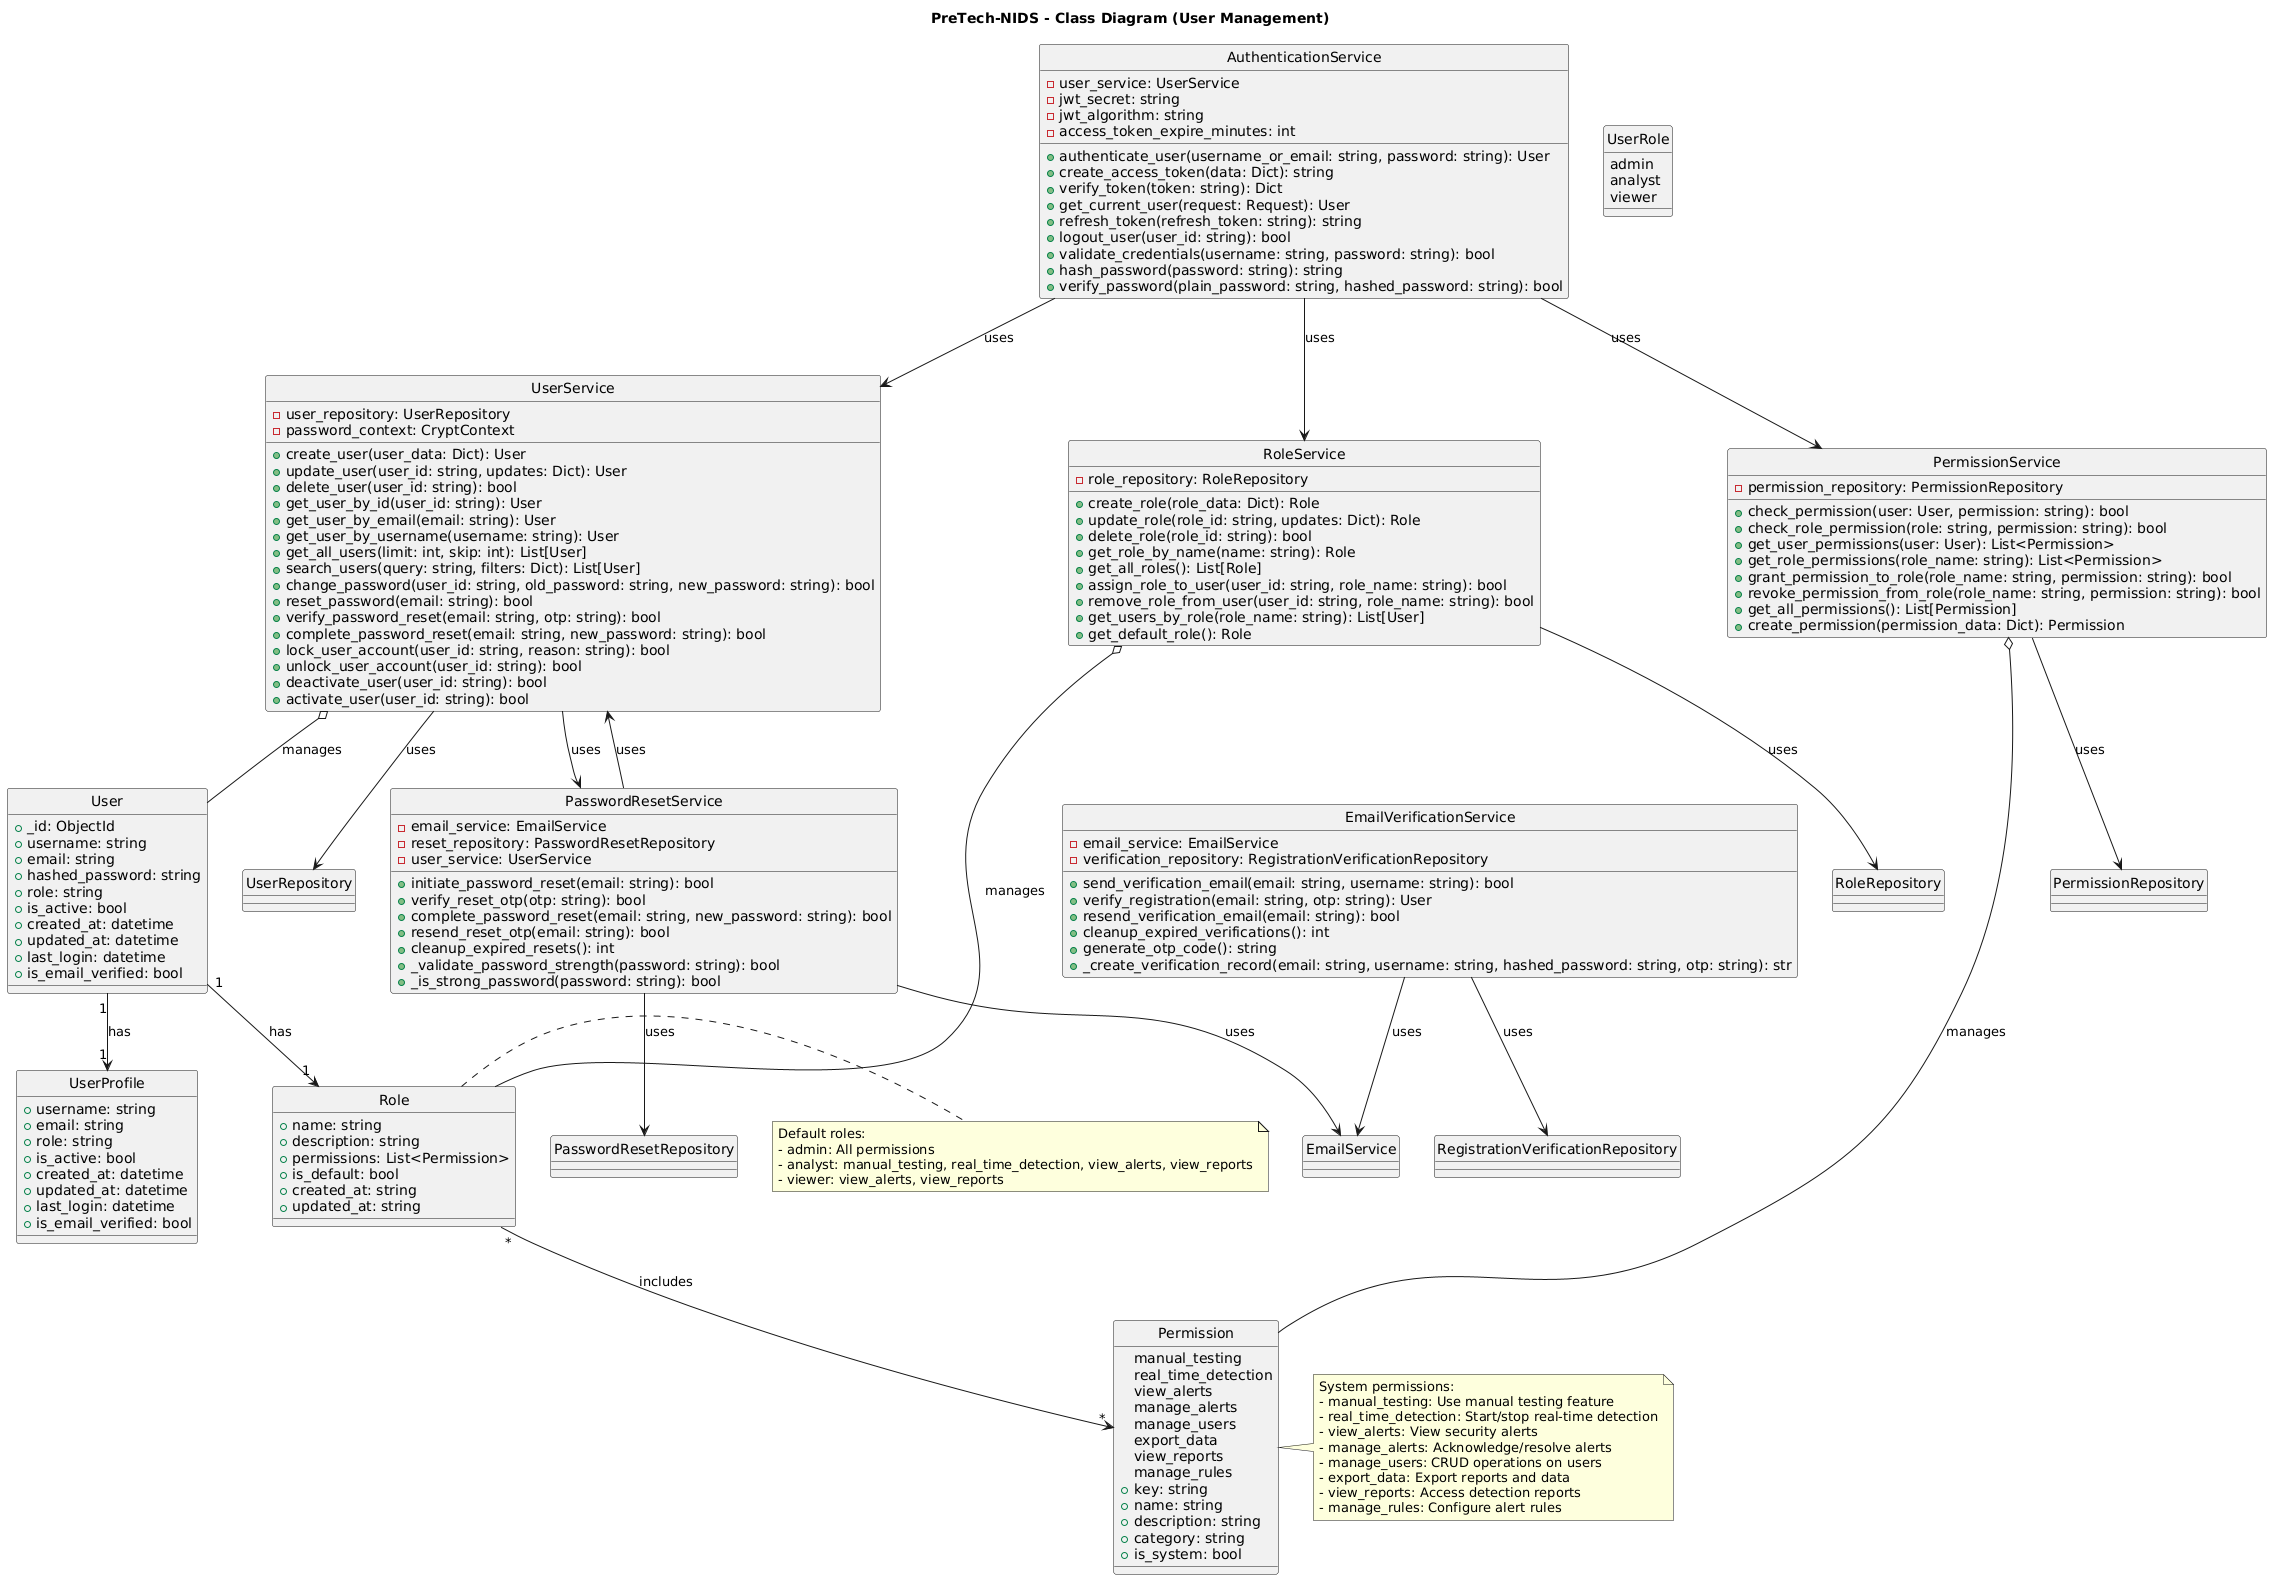 PreTech-NIDS - Class Diagram (User Management)
AuthenticationService
user_service: UserService
jwt_secret: string
jwt_algorithm: string
access_token_expire_minutes: int
authenticate_user(username_or_email: string, password: string): User
create_access_token(data: Dict): string
verify_token(token: string): Dict
get_current_user(request: Request): User
refresh_token(refresh_token: string): string
logout_user(user_id: string): bool
validate_credentials(username: string, password: string): bool
hash_password(password: string): string
verify_password(plain_password: string, hashed_password: string): bool
UserRole
admin
analyst
viewer
uses
uses
uses
UserService
user_repository: UserRepository
password_context: CryptContext
create_user(user_data: Dict): User
update_user(user_id: string, updates: Dict): User
delete_user(user_id: string): bool
get_user_by_id(user_id: string): User
get_user_by_email(email: string): User
get_user_by_username(username: string): User
get_all_users(limit: int, skip: int): List[User]
search_users(query: string, filters: Dict): List[User]
change_password(user_id: string, old_password: string, new_password: string): bool
reset_password(email: string): bool
verify_password_reset(email: string, otp: string): bool
complete_password_reset(email: string, new_password: string): bool
lock_user_account(user_id: string, reason: string): bool
unlock_user_account(user_id: string): bool
deactivate_user(user_id: string): bool
activate_user(user_id: string): bool
RoleService
role_repository: RoleRepository
create_role(role_data: Dict): Role
update_role(role_id: string, updates: Dict): Role
delete_role(role_id: string): bool
get_role_by_name(name: string): Role
get_all_roles(): List[Role]
assign_role_to_user(user_id: string, role_name: string): bool
remove_role_from_user(user_id: string, role_name: string): bool
get_users_by_role(role_name: string): List[User]
get_default_role(): Role
PermissionService
permission_repository: PermissionRepository
check_permission(user: User, permission: string): bool
check_role_permission(role: string, permission: string): bool
get_user_permissions(user: User): List<Permission>
get_role_permissions(role_name: string): List<Permission>
grant_permission_to_role(role_name: string, permission: string): bool
revoke_permission_from_role(role_name: string, permission: string): bool
get_all_permissions(): List[Permission]
create_permission(permission_data: Dict): Permission
manages
uses
uses
uses
uses
uses
User
_id: ObjectId
username: string
email: string
hashed_password: string
role: string
is_active: bool
created_at: datetime
updated_at: datetime
last_login: datetime
is_email_verified: bool
UserRepository
PasswordResetService
email_service: EmailService
reset_repository: PasswordResetRepository
user_service: UserService
initiate_password_reset(email: string): bool
verify_reset_otp(otp: string): bool
complete_password_reset(email: string, new_password: string): bool
resend_reset_otp(email: string): bool
cleanup_expired_resets(): int
_validate_password_strength(password: string): bool
_is_strong_password(password: string): bool
manages
EmailVerificationService
email_service: EmailService
verification_repository: RegistrationVerificationRepository
send_verification_email(email: string, username: string): bool
verify_registration(email: string, otp: string): User
resend_verification_email(email: string): bool
cleanup_expired_verifications(): int
generate_otp_code(): string
_create_verification_record(email: string, username: string, hashed_password: string, otp: string): str
RoleRepository
PermissionRepository
1
1
has
has
uses
uses
uses
uses
manages
1
1
UserProfile
username: string
email: string
role: string
is_active: bool
created_at: datetime
updated_at: datetime
last_login: datetime
is_email_verified: bool
Role
name: string
description: string
permissions: List<Permission>
is_default: bool
created_at: string
updated_at: string
PasswordResetRepository
Default roles:
- admin: All permissions
- analyst: manual_testing, real_time_detection, view_alerts, view_reports
- viewer: view_alerts, view_reports
EmailService
RegistrationVerificationRepository
*
includes
*
Permission
manual_testing
real_time_detection
view_alerts
manage_alerts
manage_users
export_data
view_reports
manage_rules
key: string
name: string
description: string
category: string
is_system: bool
System permissions:
- manual_testing: Use manual testing feature
- real_time_detection: Start/stop real-time detection
- view_alerts: View security alerts
- manage_alerts: Acknowledge/resolve alerts
- manage_users: CRUD operations on users
- export_data: Export reports and data
- view_reports: Access detection reports
- manage_rules: Configure alert rules